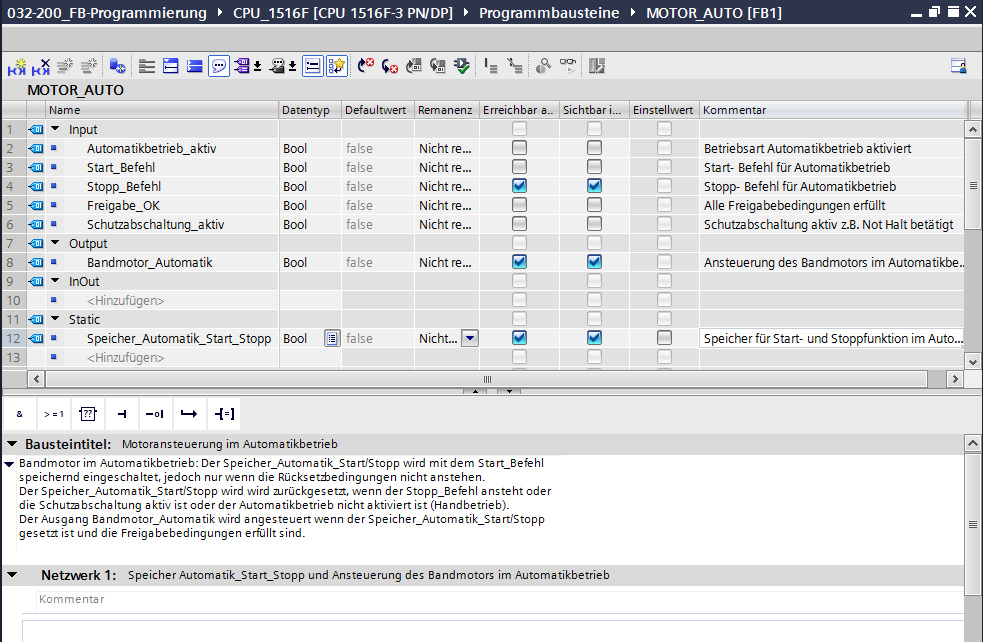 032-200_FB-Programmierung ▸ CPU_1516F [CPU 1516F-3 PN/DP] ▸ Programmbausteine ▸ MOTOR_AUTO [FB1]
MOTOR_AUTO
Name Datentyp Defaultwert Remanenz Erreichbar a... Sichtbar i... Einstellwert Kommentar
1 Input
2 Automatikbetrieb_aktiv Bool false Nicht re... Betriebsart Automatikbetrieb aktiviert
3 Start_Befehl Bool false Nicht re... Start- Befehl für Automatikbetrieb
4 Stopp_Befehl Bool false Nicht re... Stopp- Befehl für Automatikbetrieb
5 Freigabe_OK Bool false Nicht re... Alle Freigabebedingungen erfüllt
6 Schutzabschaltung_aktiv Bool false Nicht re... Schutzabschaltung aktiv z.B. Not Halt betätigt
7 Output
8 Bandmotor_Automatik Bool false Nicht re... Ansteuerung des Bandmotors im Automatikbe...
9 InOut
10 <Hinzufügen>
11 Static
12 Speicher_Automatik_Start_Stopp Bool false Nicht... Speicher für Start- und Stoppfunktion im Auto...
13 <Hinzufügen>
& >=1 ?? -o| -[=]
Bausteintitel: Motoransteuerung im Automatikbetrieb
Bandmotor im Automatikbetrieb: Der Speicher_Automatik_Start/Stopp wird mit dem Start_Befehl
speichernd eingeschaltet, jedoch nur wenn die Rücksetzbedingungen nicht anstehen.
Der Speicher_Automatik_Start/Stopp wird wird zurückgesetzt, wenn der Stopp_Befehl ansteht oder
die Schutzabschaltung aktiv ist oder der Automatikbetrieb nicht aktiviert ist (Handbetrieb).
Der Ausgang Bandmotor_Automatik wird angesteuert wenn der Speicher_Automatik_Start/Stopp
gesetzt ist und die Freigabebedingungen erfüllt sind.
Netzwerk 1: Speicher Automatik_Start_Stopp und Ansteuerung des Bandmotors im Automatikbetrieb
Kommentar